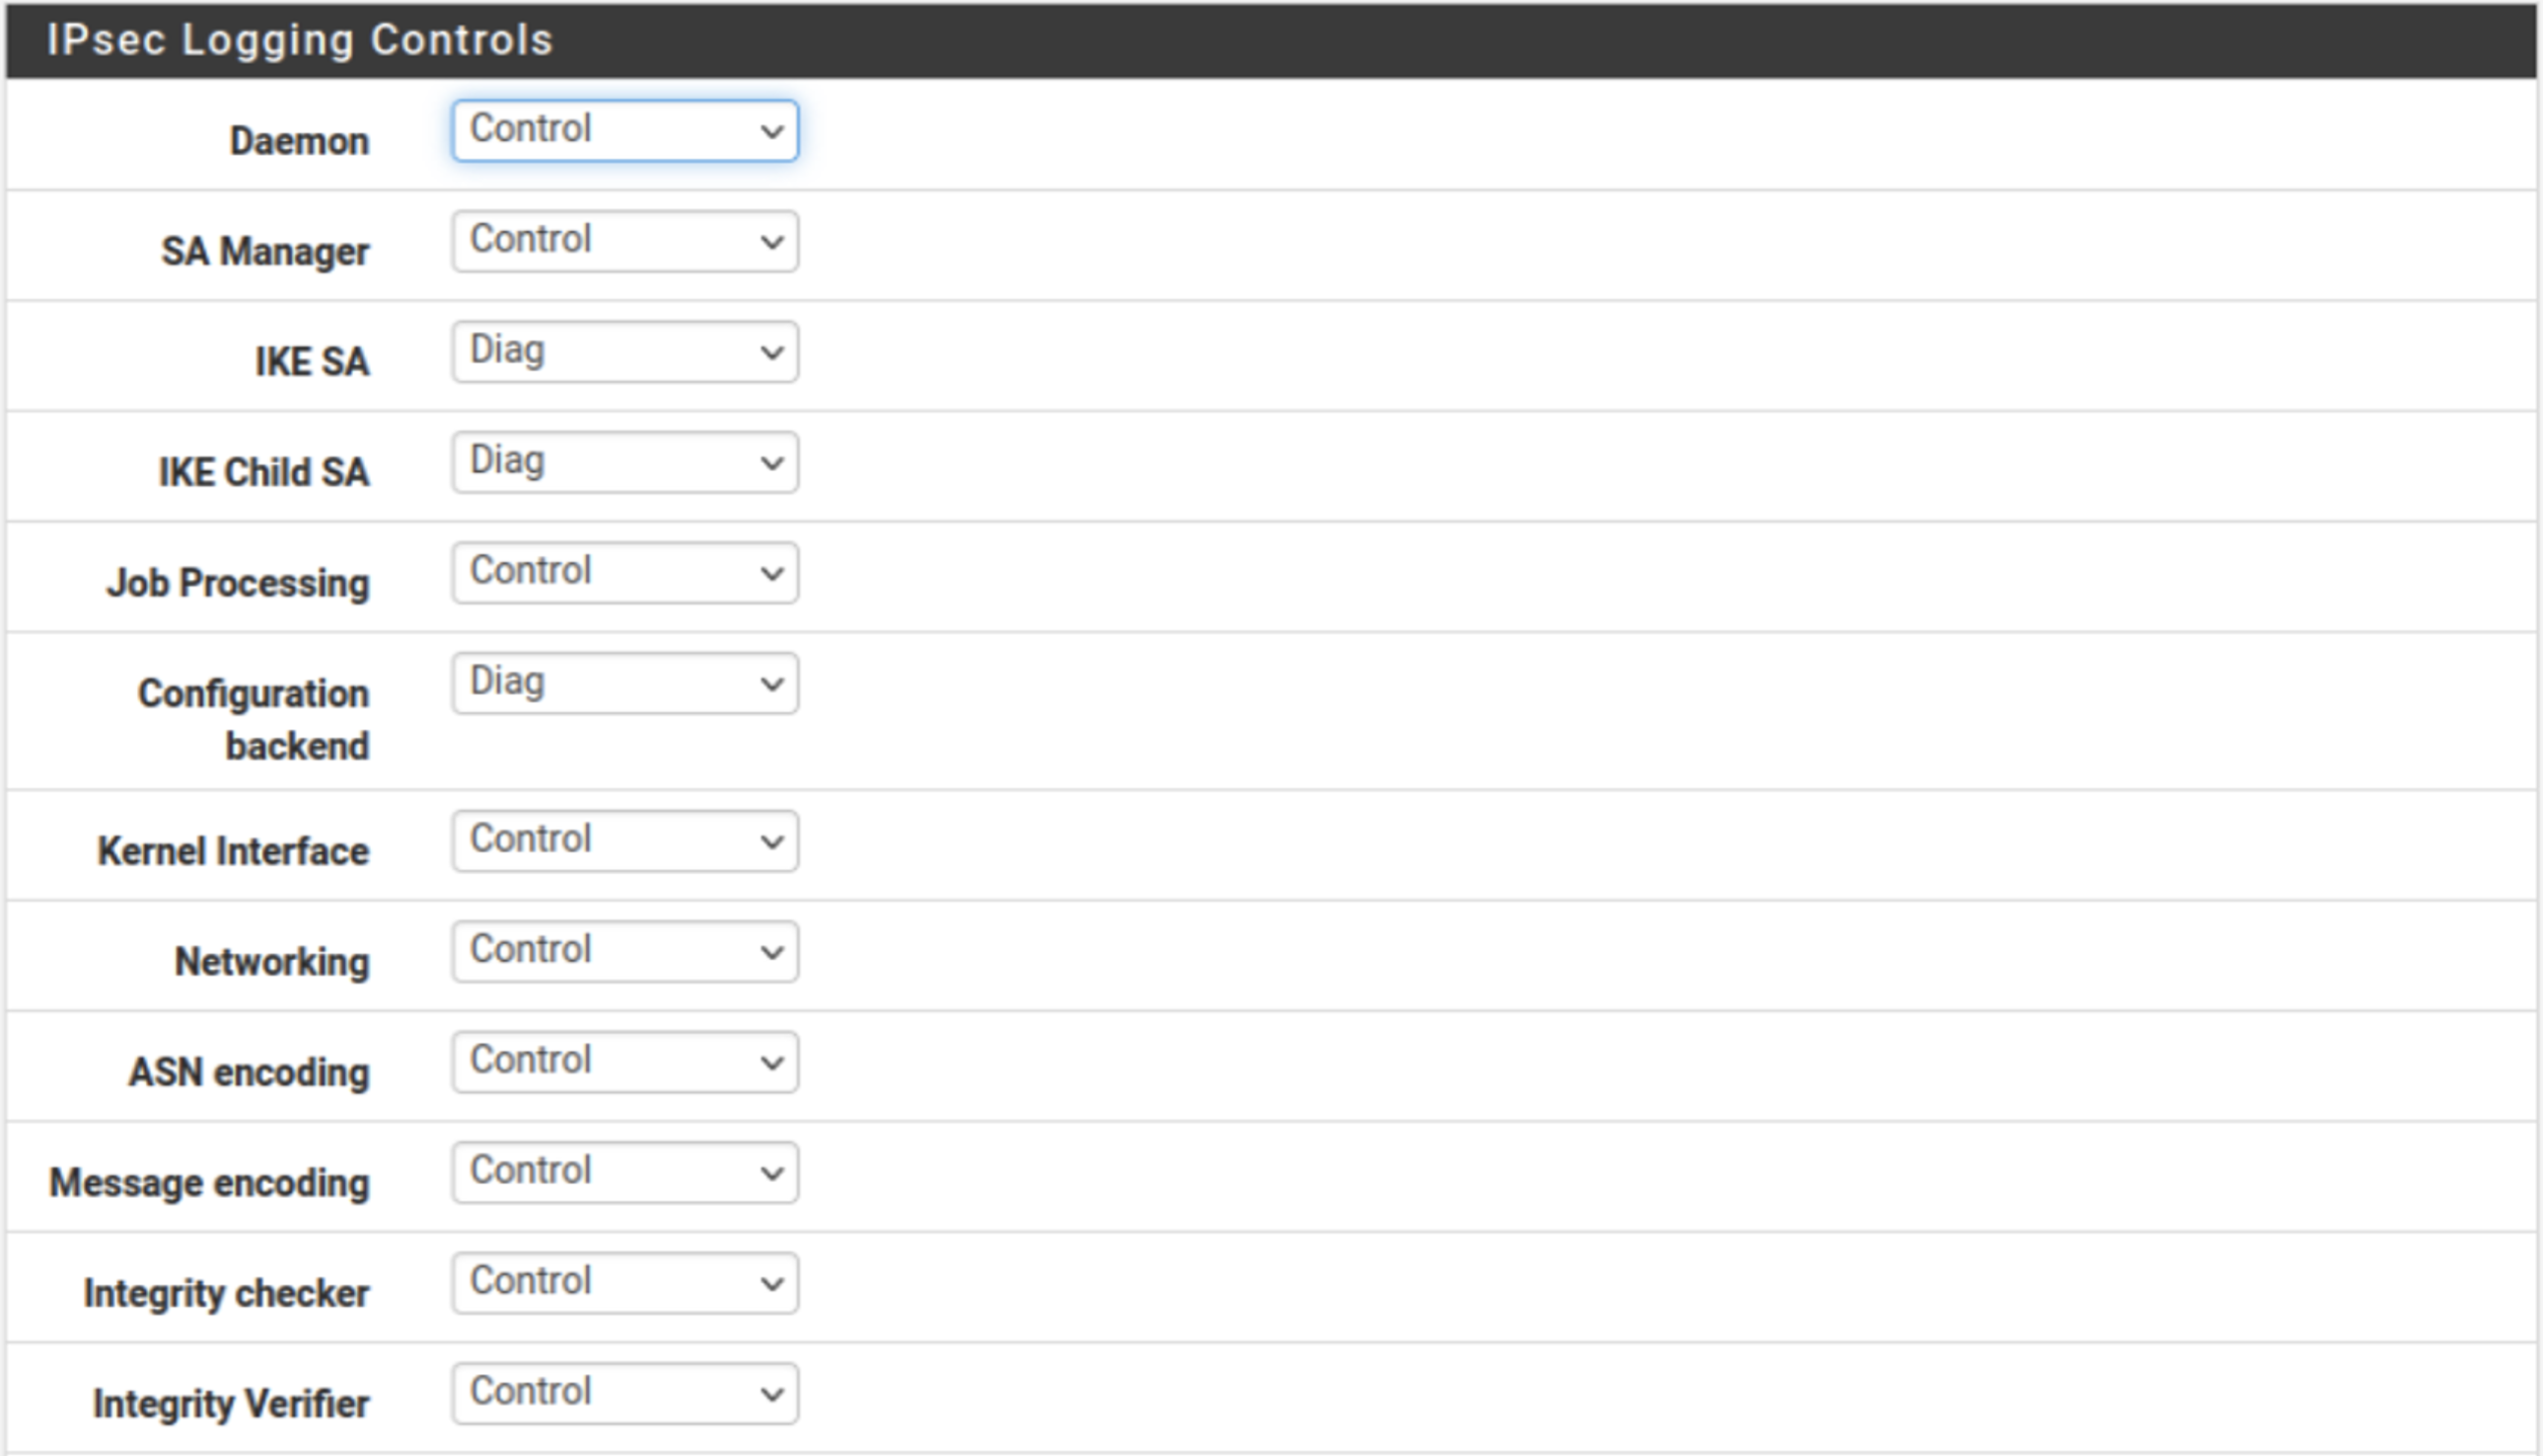 IPsec Logging Controls
Daemon Control
SA Manager Control
IKE SA Diag
IKE Child SA Diag
Job Processing Control
Configuration Diag
backend
Kernel Interface Control
Networking Control
ASN encoding Control
Message encoding Control
Integrity checker Control
Integrity Verifier Control